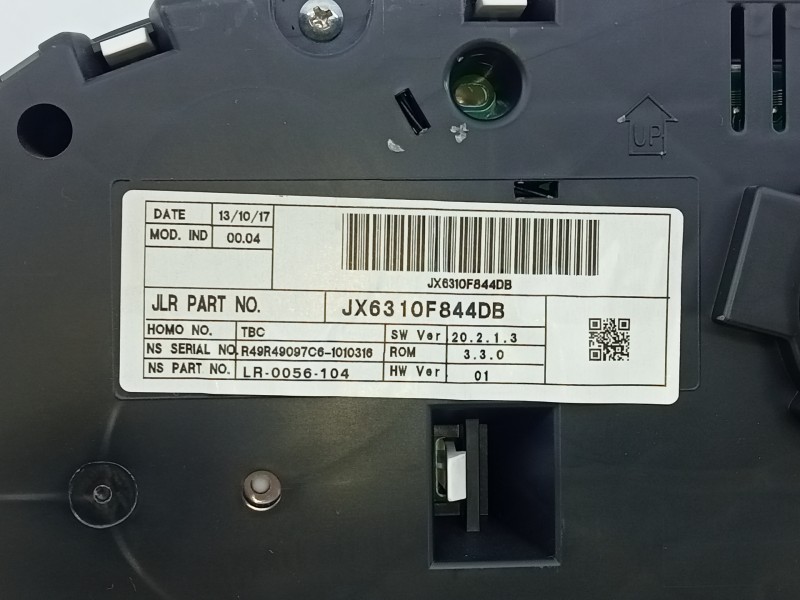 UP
DATE 13/10/17
MOD. IND 00.04
JX6310F844DB
JLR PART NO. JX6310F844DB
HOMO NO. TBC SW Ver 20.2.1.3
NS SERIAL NO. R49R49097C6-1010316 ROM 3.3.0
NS PART NO. LR-0056-104 HW Ver 01